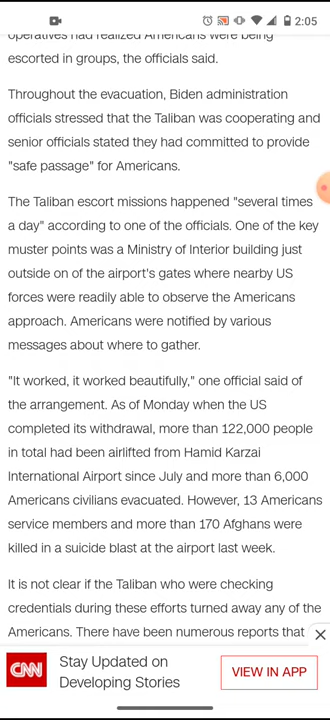 2:05
operatives had realized Americans were being
escorted in groups, the officials said.
Throughout the evacuation, Biden administration
officials stressed that the Taliban was cooperating and
senior officials stated they had committed to provide
"safe passage" for Americans.
The Taliban escort missions happened "several times
a day" according to one of the officials. One of the key
muster points was a Ministry of Interior building just
outside on of the airport's gates where nearby US
forces were readily able to observe the Americans
approach. Americans were notified by various
messages about where to gather.
"It worked, it worked beautifully," one official said of
the arrangement. As of Monday when the US
completed its withdrawal, more than 122,000 people
in total had been airlifted from Hamid Karzai
International Airport since July and more than 6,000
Americans civilians evacuated. However, 13 Americans
service members and more than 170 Afghans were
killed in a suicide blast at the airport last week.
It is not clear if the Taliban who were checking
credentials during these efforts turned away any of the
Americans. There have been numerous reports that
CNN
Stay Updated on
Developing Stories
VIEW IN APP